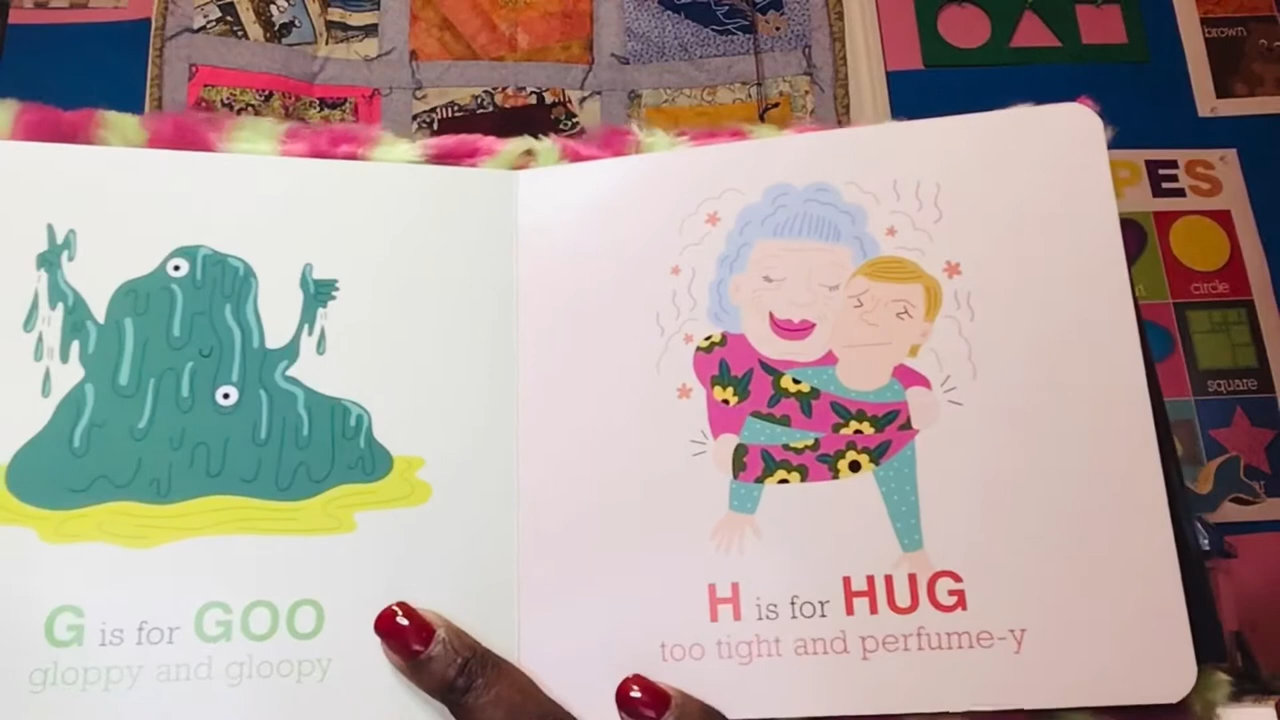 brown
PES
circle
square
G is for GOO
gloppy and gloopy
H is for HUG
too tight and perfume-y